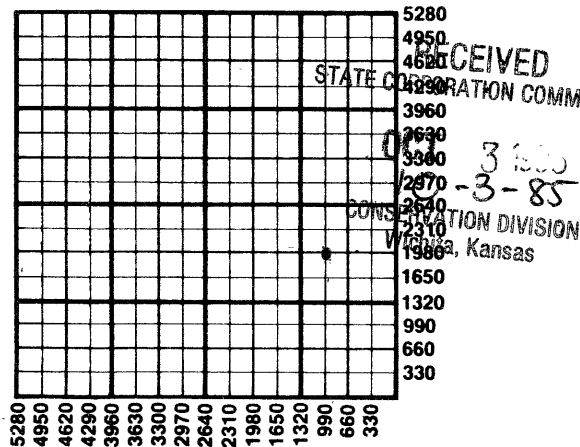 5280
4950
4620
RECEIVED
STATE CORPORATION COMM
4290
3960
3630
OCT 3
3300
2970
10-3-85
2640
CONSERVATION DIVISION
2310
Wichita, Kansas
1980
1650
1320
990
660
330
5280 4950 4620 4290 3960 3630 3300 2970 2640 2310 1980 1650 1320 990 660 330